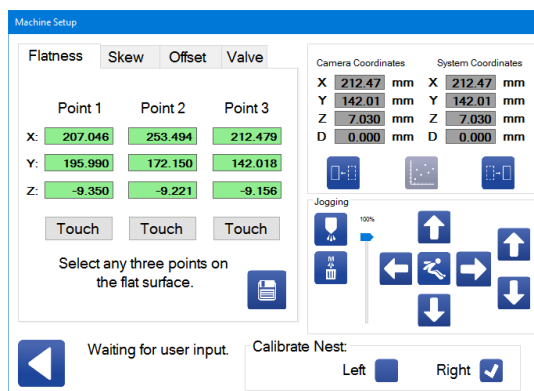 Machine Setup
Flatness Skew Offset Valve
Point 1 Point 2 Point 3
X: 207.046 253.494 212.479
Y: 195.990 172.150 142.018
Z: -9.350 -9.221 -9.156
Touch Touch Touch
Select any three points on
the flat surface.
Camera Coordinates System Coordinates
X 212.47 mm X 212.47 mm
Y 142.01 mm Y 142.01 mm
Z 7.030 mm Z 7.030 mm
D 0.000 mm D 0.000 mm
Jogging
100%
M
Waiting for user input.
Calibrate Nest:
Left Right